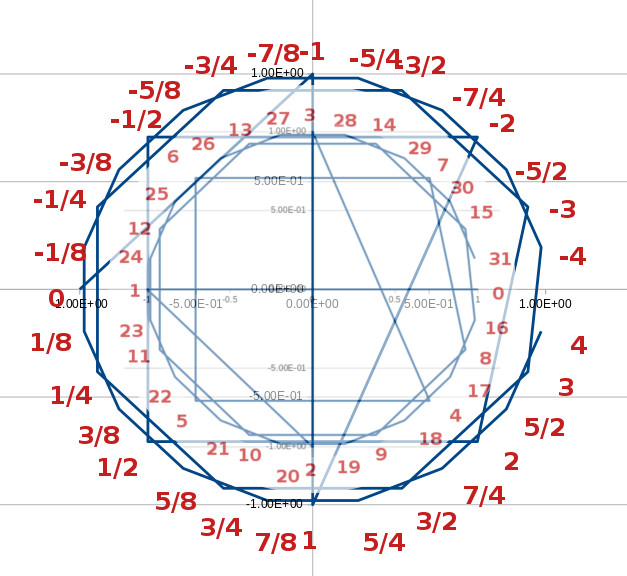 -7/8 -1
-3/4 -5/4 -3/2
1.00E+00
-5/8 -7/4
-1/2 13 27 3 28 14 -2
1.00E+00
6 26 29 7
-3/8 -5/2
5.00E-01 30
-1/4 25 5.00E-01 15 -3
12
-1/8 24 31 -4
0 1 0.00E+00 0
-1.00E+00 -1 -5.00E-01 -0.5 0.00E+00 0.5 5.00E-01 1 1.00E+00
1/8 23 16 4
11 8
-5.00E-01
1/4 22 -5.00E-01 17 3
5 4
3/8 18 5/2
1/2 21 10 -1.00E+00 9 2
20 2 19
5/8 -1.00E+00 7/4
3/4 3/2
7/8 1 5/4